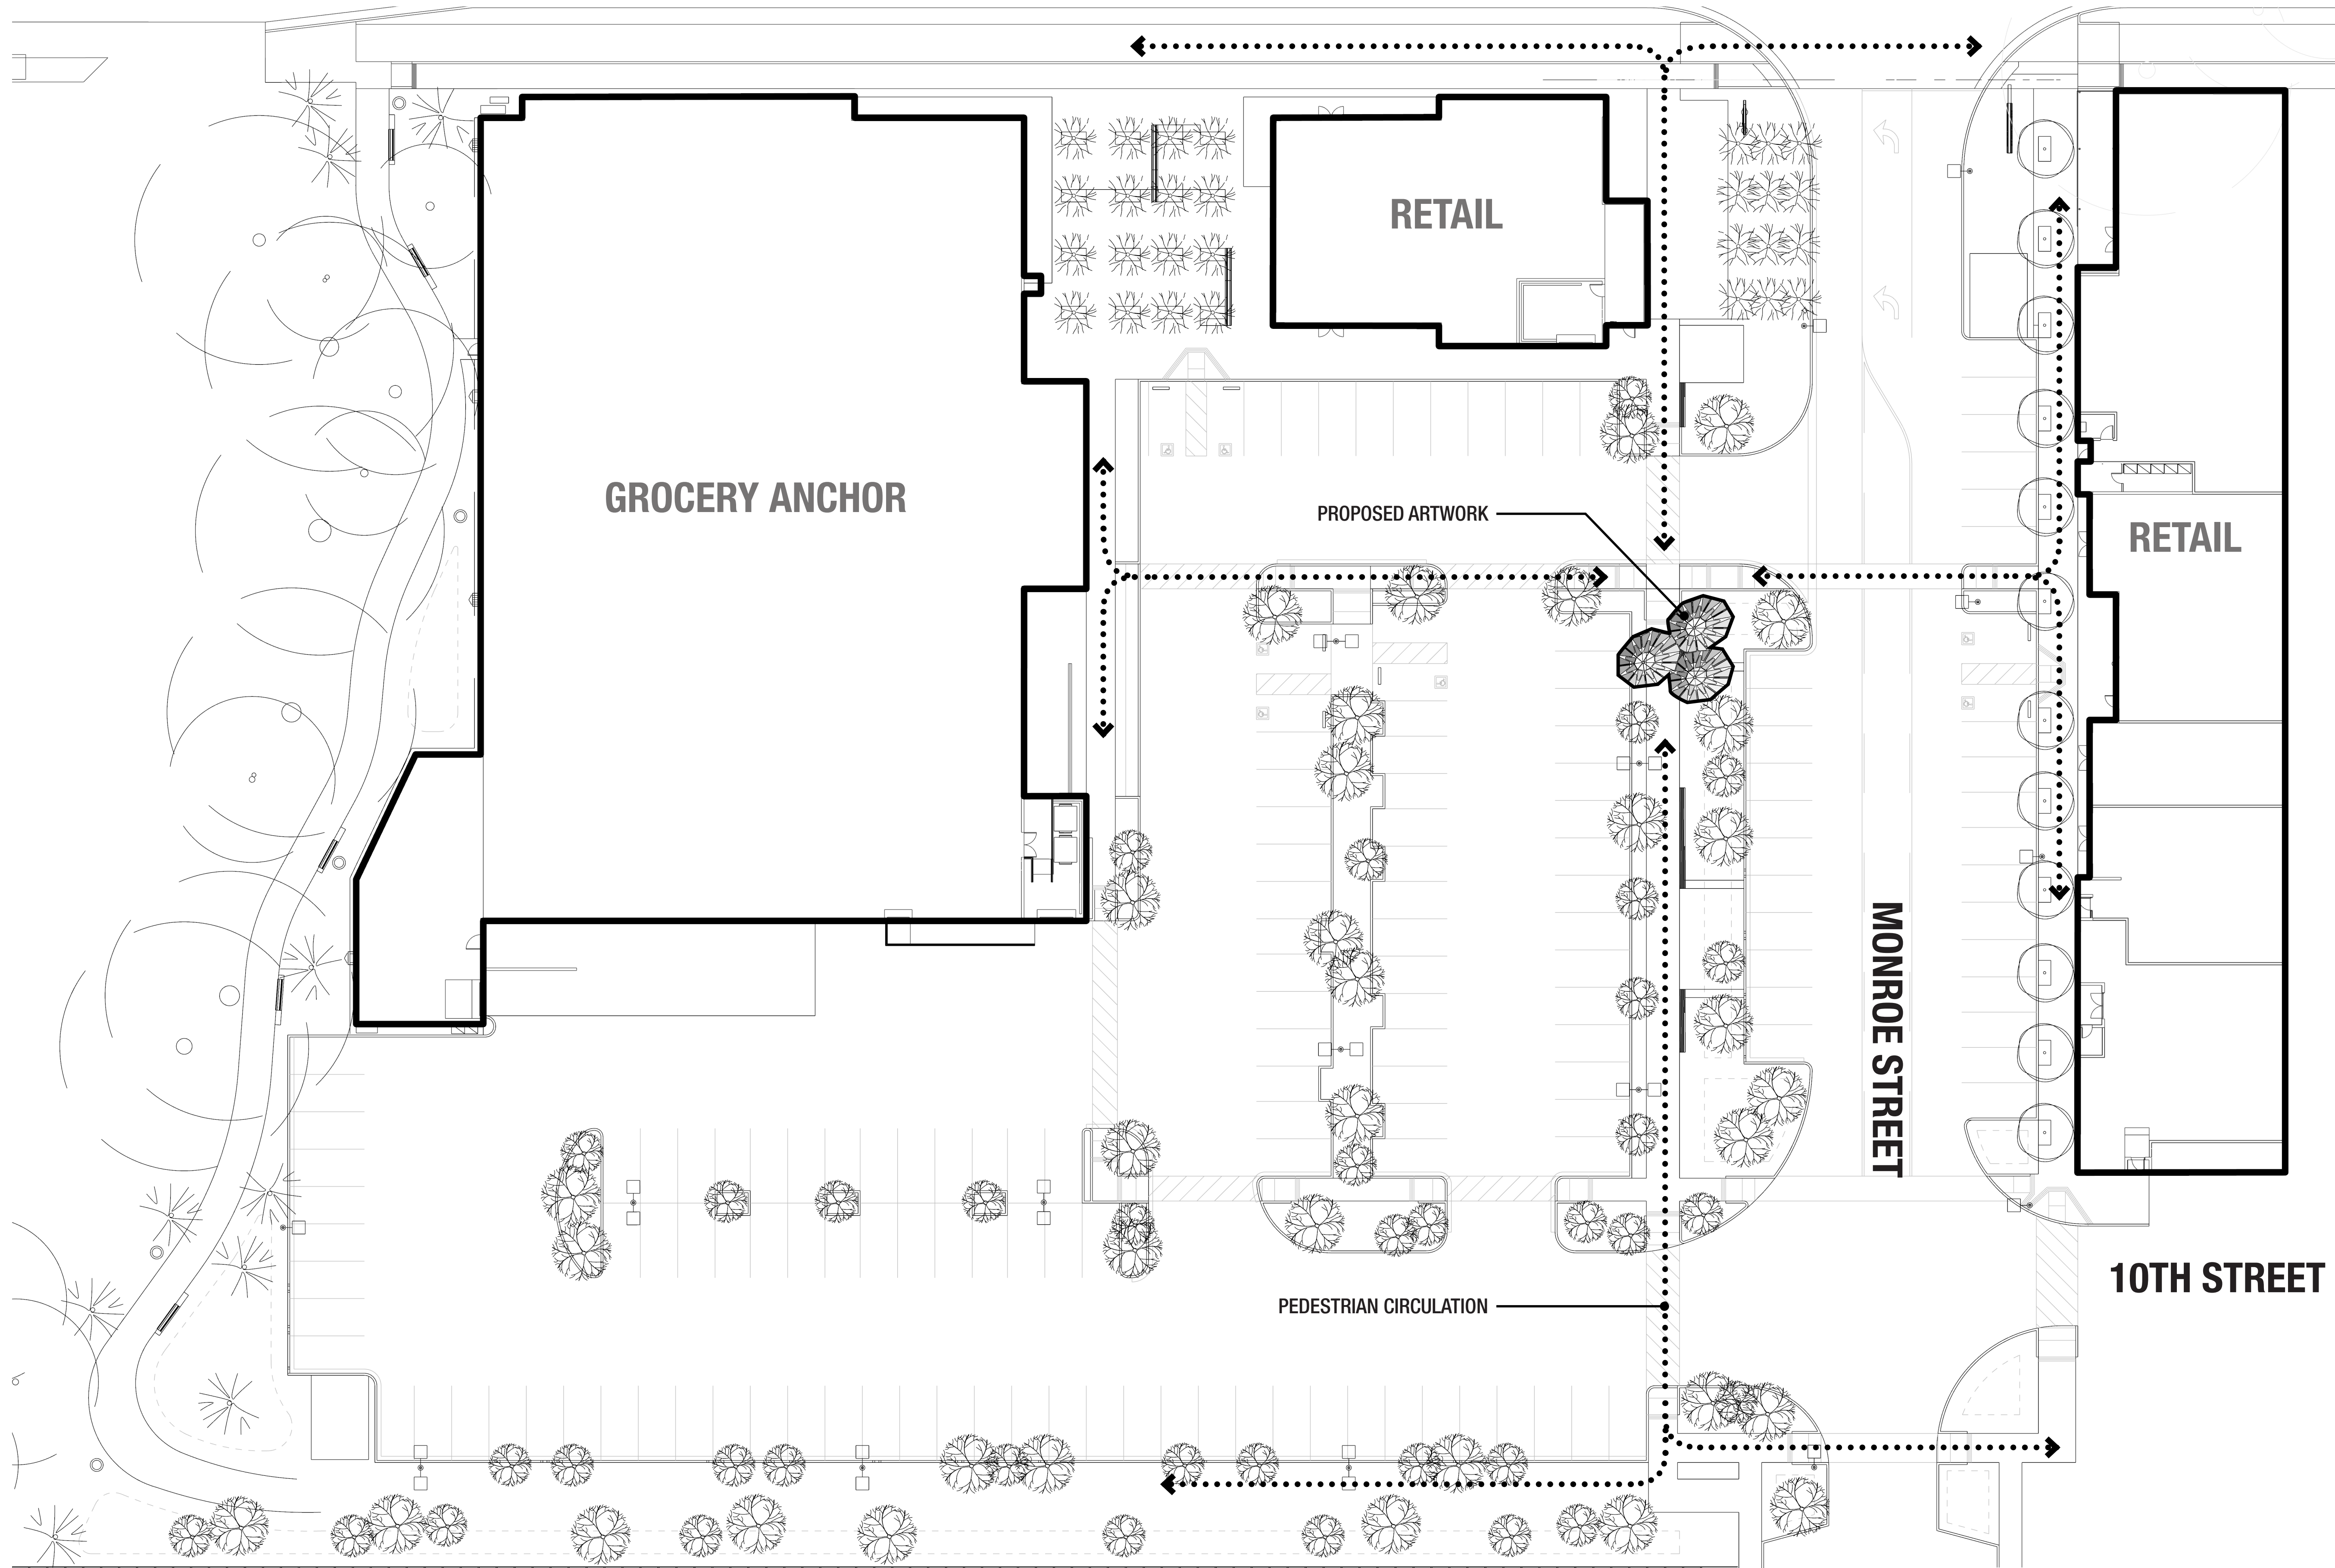 RETAIL
GROCERY ANCHOR
PROPOSED ARTWORK
RETAIL
MONROE STREET
10TH STREET
PEDESTRIAN CIRCULATION